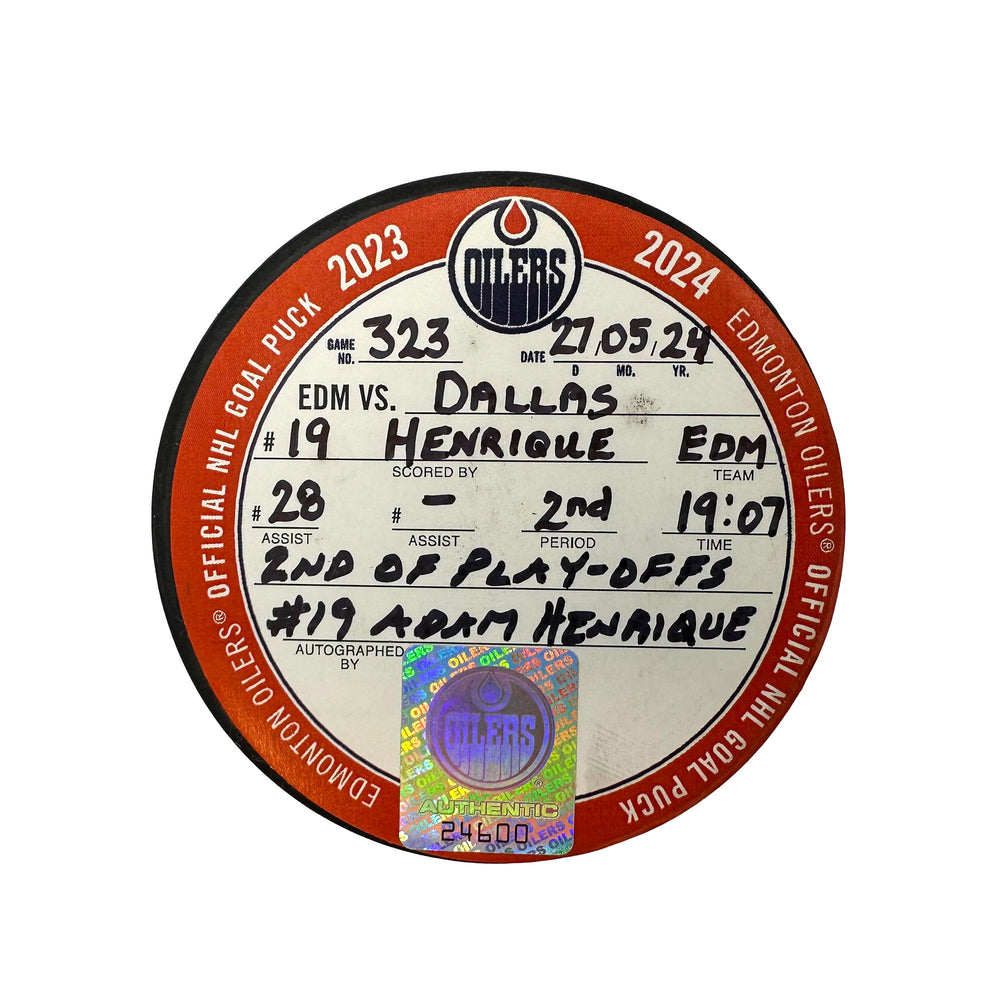 EDMONTON OILERS® OFFICIAL NHL GOAL PUCK 2023
2024 EDMONTON OILERS® OFFICIAL NHL GOAL PUCK
OILERS
GAME NO. 323 DATE 27/05/24
D MO. YR.
EDM VS. DALLAS
#19 HENRIQUE EDM
SCORED BY TEAM
#28 # - 2nd 19:07
ASSIST ASSIST PERIOD TIME
2ND OF PLAY-OFFS
#19 ADAM HENRIQUE
AUTOGRAPHED BY
OILERS
AUTHENTIC
24600